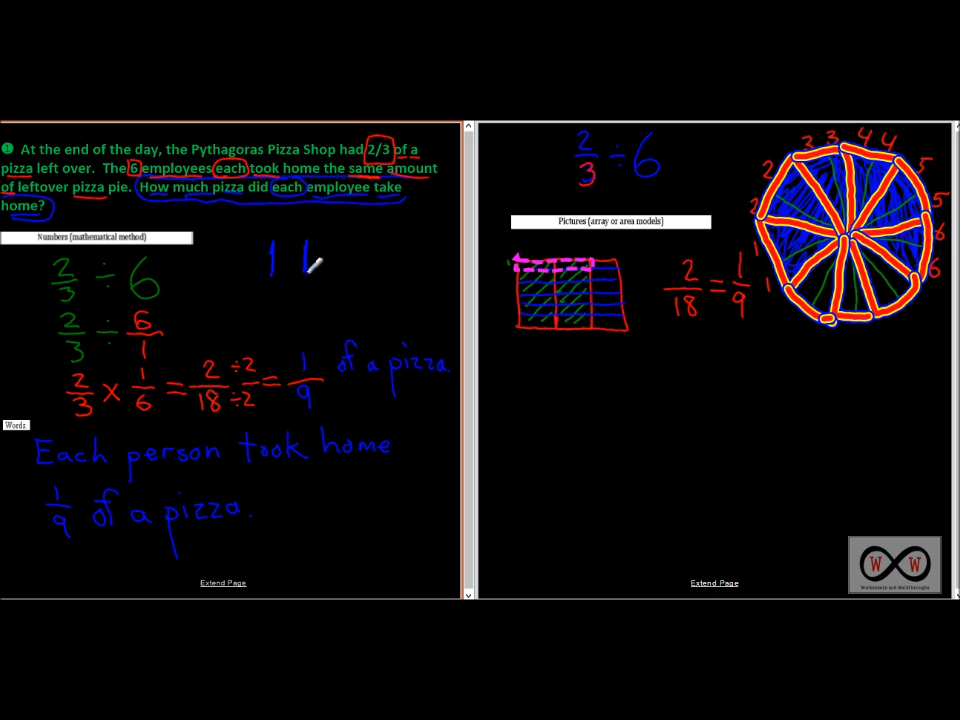 ❶ At the end of the day, the Pythagoras Pizza Shop had 2/3 of a
pizza left over. The 6 employees each took home the same amount
of leftover pizza pie. How much pizza did each employee take
home?
Numbers (mathematical method)
2/3 ÷ 6
2/3 ÷ 6/1
2/3 x 1/6 = 2/18 ÷2/÷2 = 1/9 of a pizza.
Words:
Each person took home
1/9 of a pizza.
Extend Page
2/3 ÷ 6
Pictures (array or area models)
2/18 = 1/9
1 1 2 2 3 3 4 4 5 5 6 6
W W
Worksheets and Walkthroughs
Extend Page